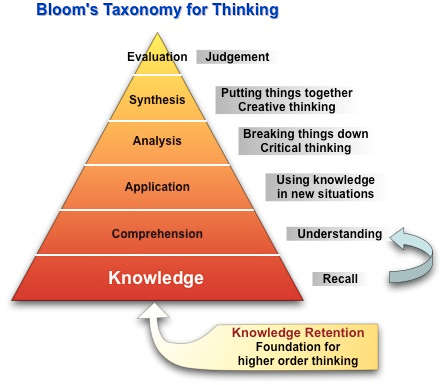 Bloom's Taxonomy for Thinking
Evaluation Judgement
Synthesis Putting things together
Creative thinking
Analysis Breaking things down
Critical thinking
Application Using knowledge
in new situations
Comprehension Understanding
Knowledge Recall
Knowledge Retention
Foundation for
higher order thinking